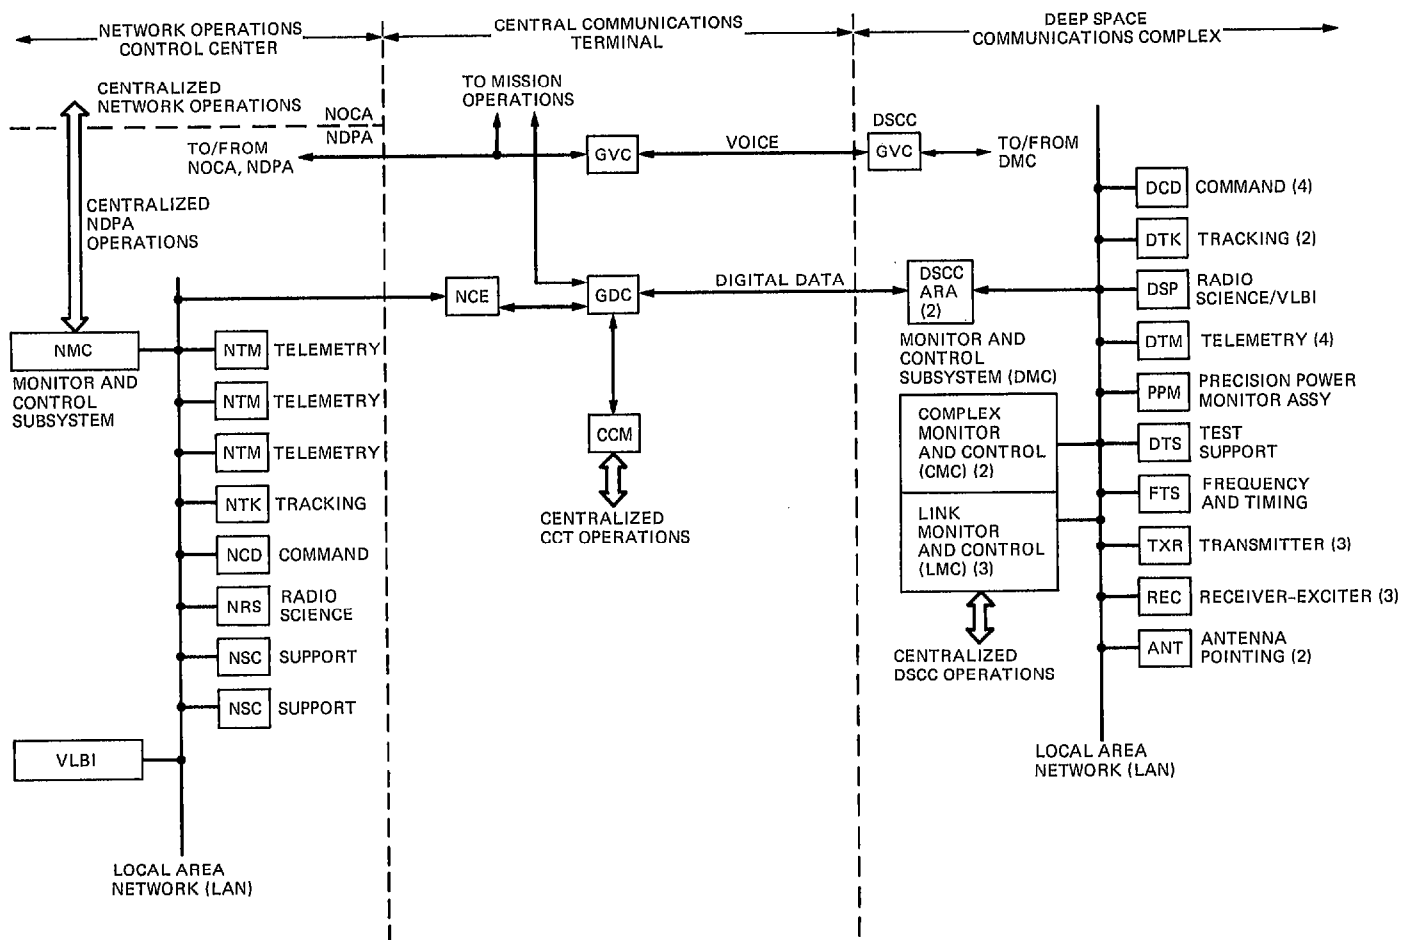 NETWORK OPERATIONS
CONTROL CENTER
CENTRAL COMMUNICATIONS
TERMINAL
DEEP SPACE
COMMUNICATIONS COMPLEX
CENTRALIZED
NETWORK OPERATIONS
NOCA
NDPA
TO/FROM
NOCA, NDPA
CENTRALIZED
NDPA
OPERATIONS
NMC
MONITOR AND
CONTROL
SUBSYSTEM
NTM TELEMETRY
NTM TELEMETRY
NTM TELEMETRY
NTK TRACKING
NCD COMMAND
NRS RADIO
SCIENCE
NSC SUPPORT
NSC SUPPORT
VLBI
LOCAL AREA
NETWORK (LAN)
TO MISSION
OPERATIONS
GVC
VOICE
NCE
GDC
DIGITAL DATA
CCM
CENTRALIZED
CCT OPERATIONS
DSCC
GVC
TO/FROM
DMC
DSCC
ARA
(2)
MONITOR AND
CONTROL
SUBSYSTEM (DMC)
COMPLEX
MONITOR
AND CONTROL
(CMC) (2)
LINK
MONITOR
AND CONTROL
(LMC) (3)
CENTRALIZED
DSCC OPERATIONS
DCD COMMAND (4)
DTK TRACKING (2)
DSP RADIO
SCIENCE/VLBI
DTM TELEMETRY (4)
PPM PRECISION POWER
MONITOR ASSY
DTS TEST
SUPPORT
FTS FREQUENCY
AND TIMING
TXR TRANSMITTER (3)
REC RECEIVER-EXCITER (3)
ANT ANTENNA
POINTING (2)
LOCAL AREA
NETWORK (LAN)